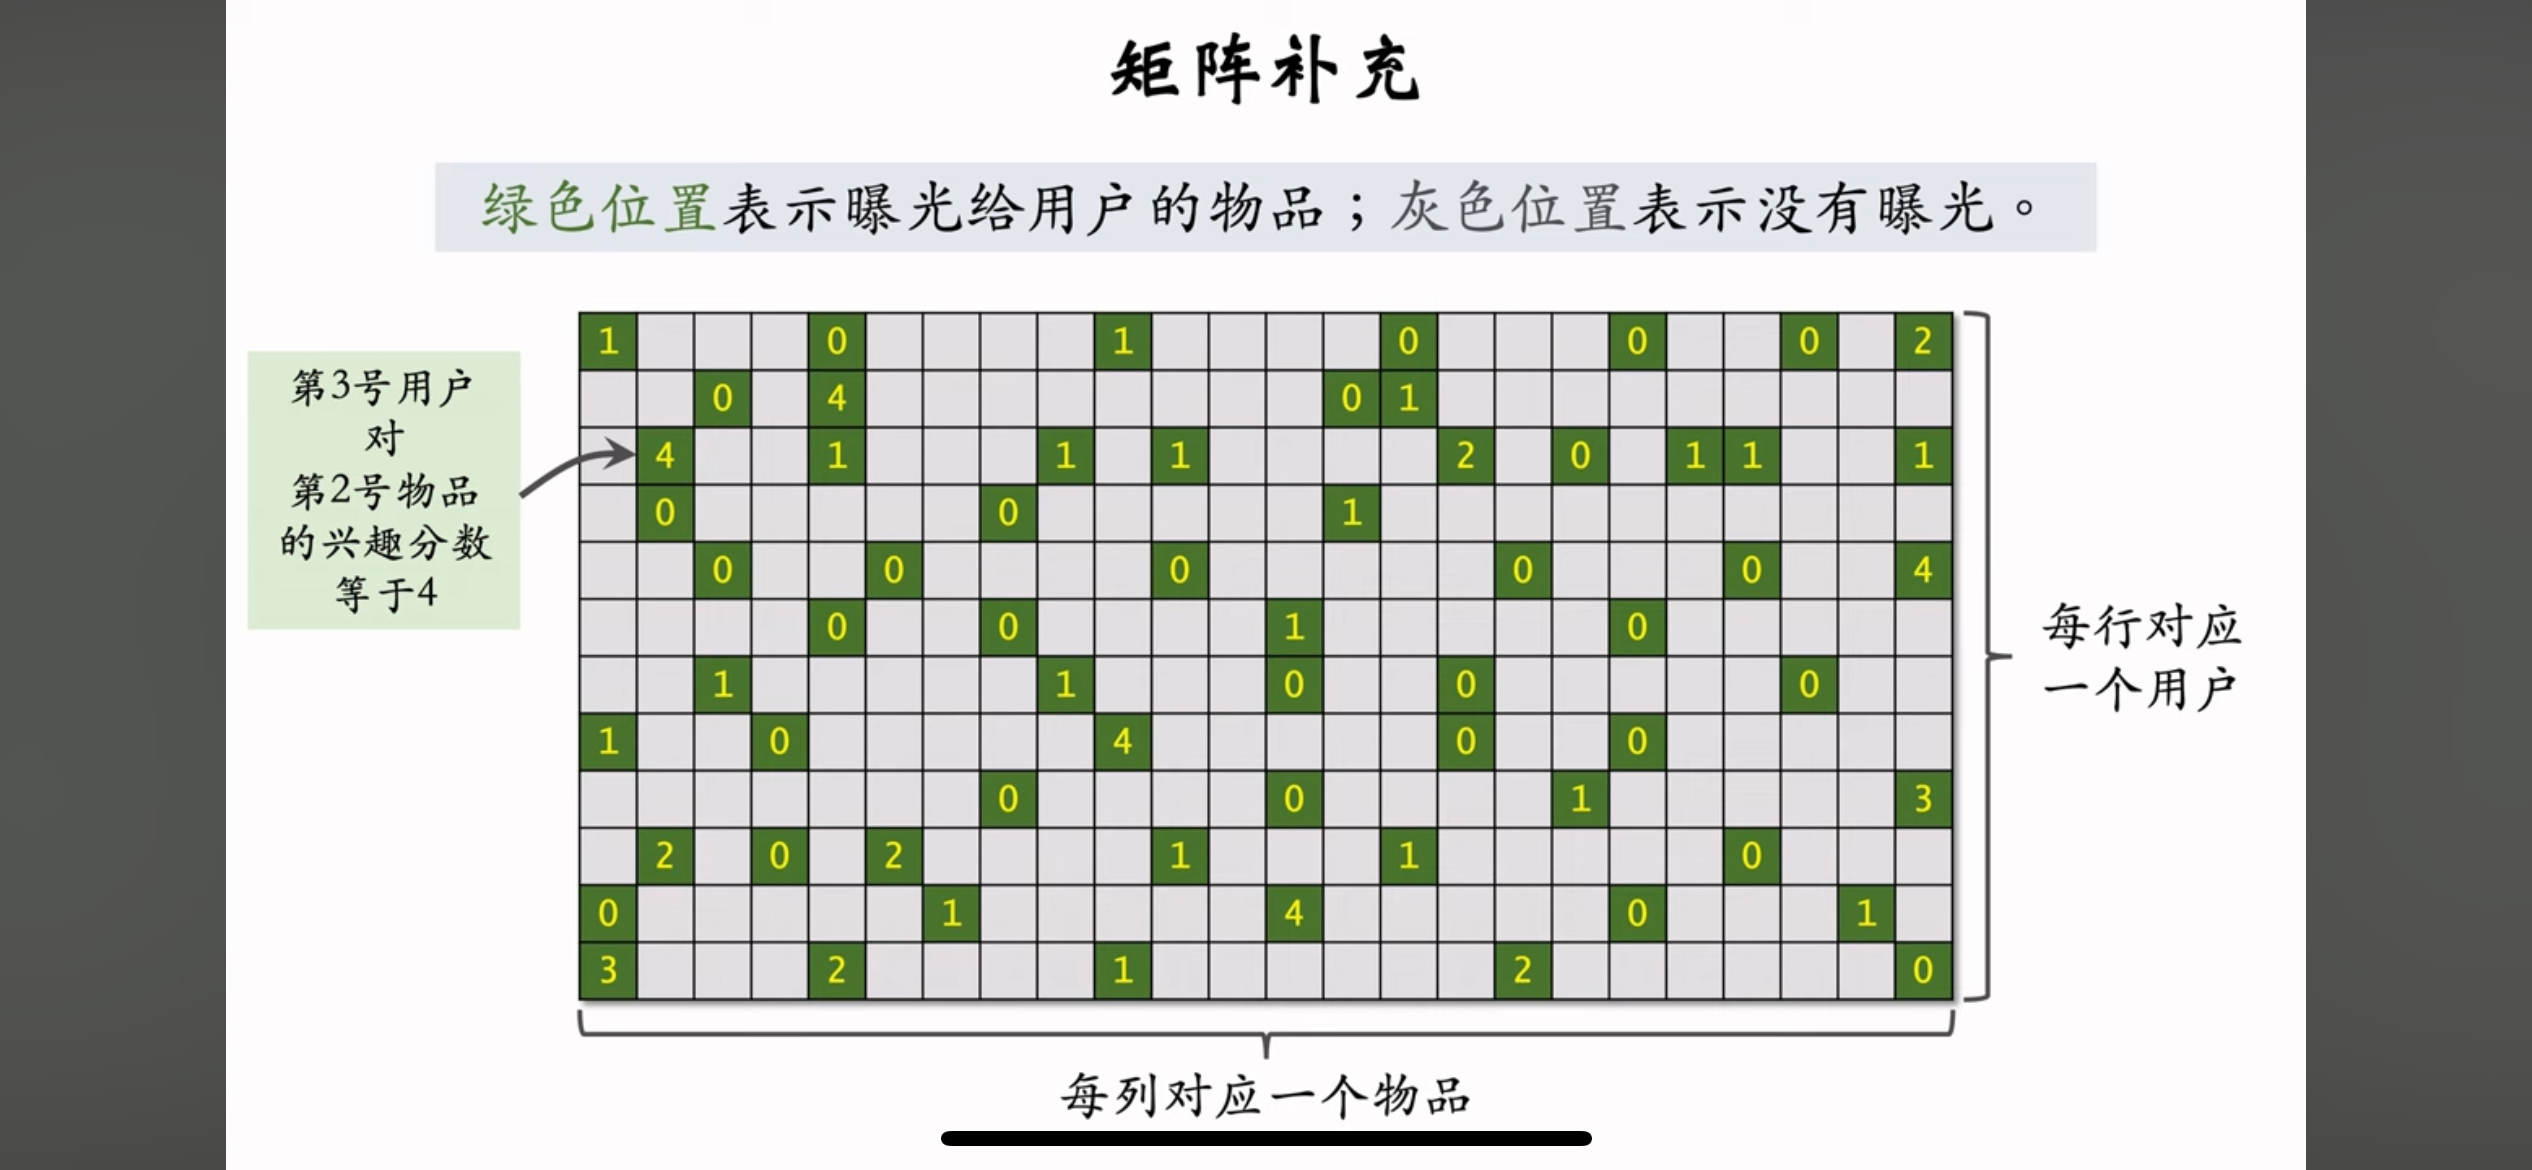 矩阵补充
绿色位置表示曝光给用户的物品；灰色位置表示没有曝光。
第3号用户
对
第2号物品
的兴趣分数
等于4
1 0 1 0 0 0 2
0 4 0 1
4 1 1 1 2 0 1 1 1
0 0 1
0 0 0 0 0 4
0 0 1 0
1 1 0 0 0
1 0 4 0 0
0 0 1 3
2 0 2 1 1 0
0 1 4 0 1
3 2 1 2 0
每行对应
一个用户
每列对应一个物品